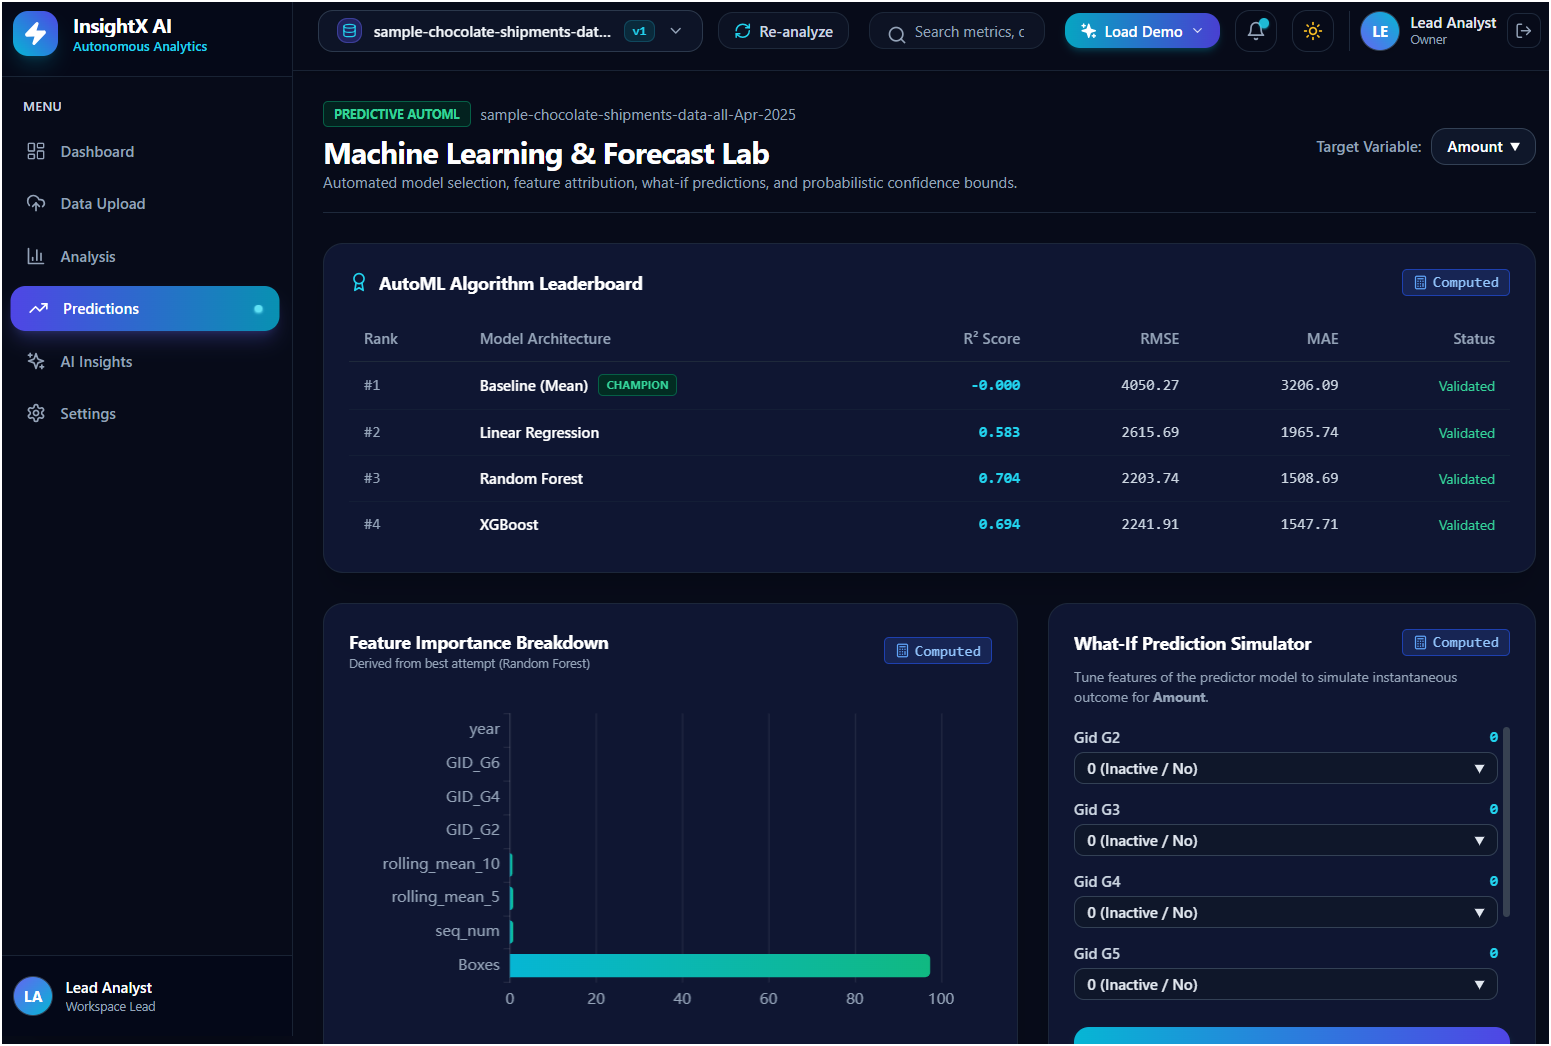 InsightX AI
Autonomous Analytics
sample-chocolate-shipments-dat... v1
Re-analyze
Search metrics, c
Load Demo
LE
Lead Analyst
Owner
MENU
Dashboard
Data Upload
Analysis
Predictions
AI Insights
Settings
LA
Lead Analyst
Workspace Lead
PREDICTIVE AUTOML sample-chocolate-shipments-data-all-Apr-2025
Machine Learning & Forecast Lab
Automated model selection, feature attribution, what-if predictions, and probabilistic confidence bounds.
Target Variable: Amount ▼
AutoML Algorithm Leaderboard
Computed
Rank Model Architecture R² Score RMSE MAE Status
#1 Baseline (Mean) CHAMPION -0.000 4050.27 3206.09 Validated
#2 Linear Regression 0.583 2615.69 1965.74 Validated
#3 Random Forest 0.704 2203.74 1508.69 Validated
#4 XGBoost 0.694 2241.91 1547.71 Validated
Feature Importance Breakdown
Derived from best attempt (Random Forest)
Computed
year
GID_G6
GID_G4
GID_G2
rolling_mean_10
rolling_mean_5
seq_num
Boxes
0 20 40 60 80 100
What-If Prediction Simulator
Computed
Tune features of the predictor model to simulate instantaneous
outcome for Amount.
Gid G2 0
0 (Inactive / No) ▼
Gid G3 0
0 (Inactive / No) ▼
Gid G4 0
0 (Inactive / No) ▼
Gid G5 0
0 (Inactive / No) ▼